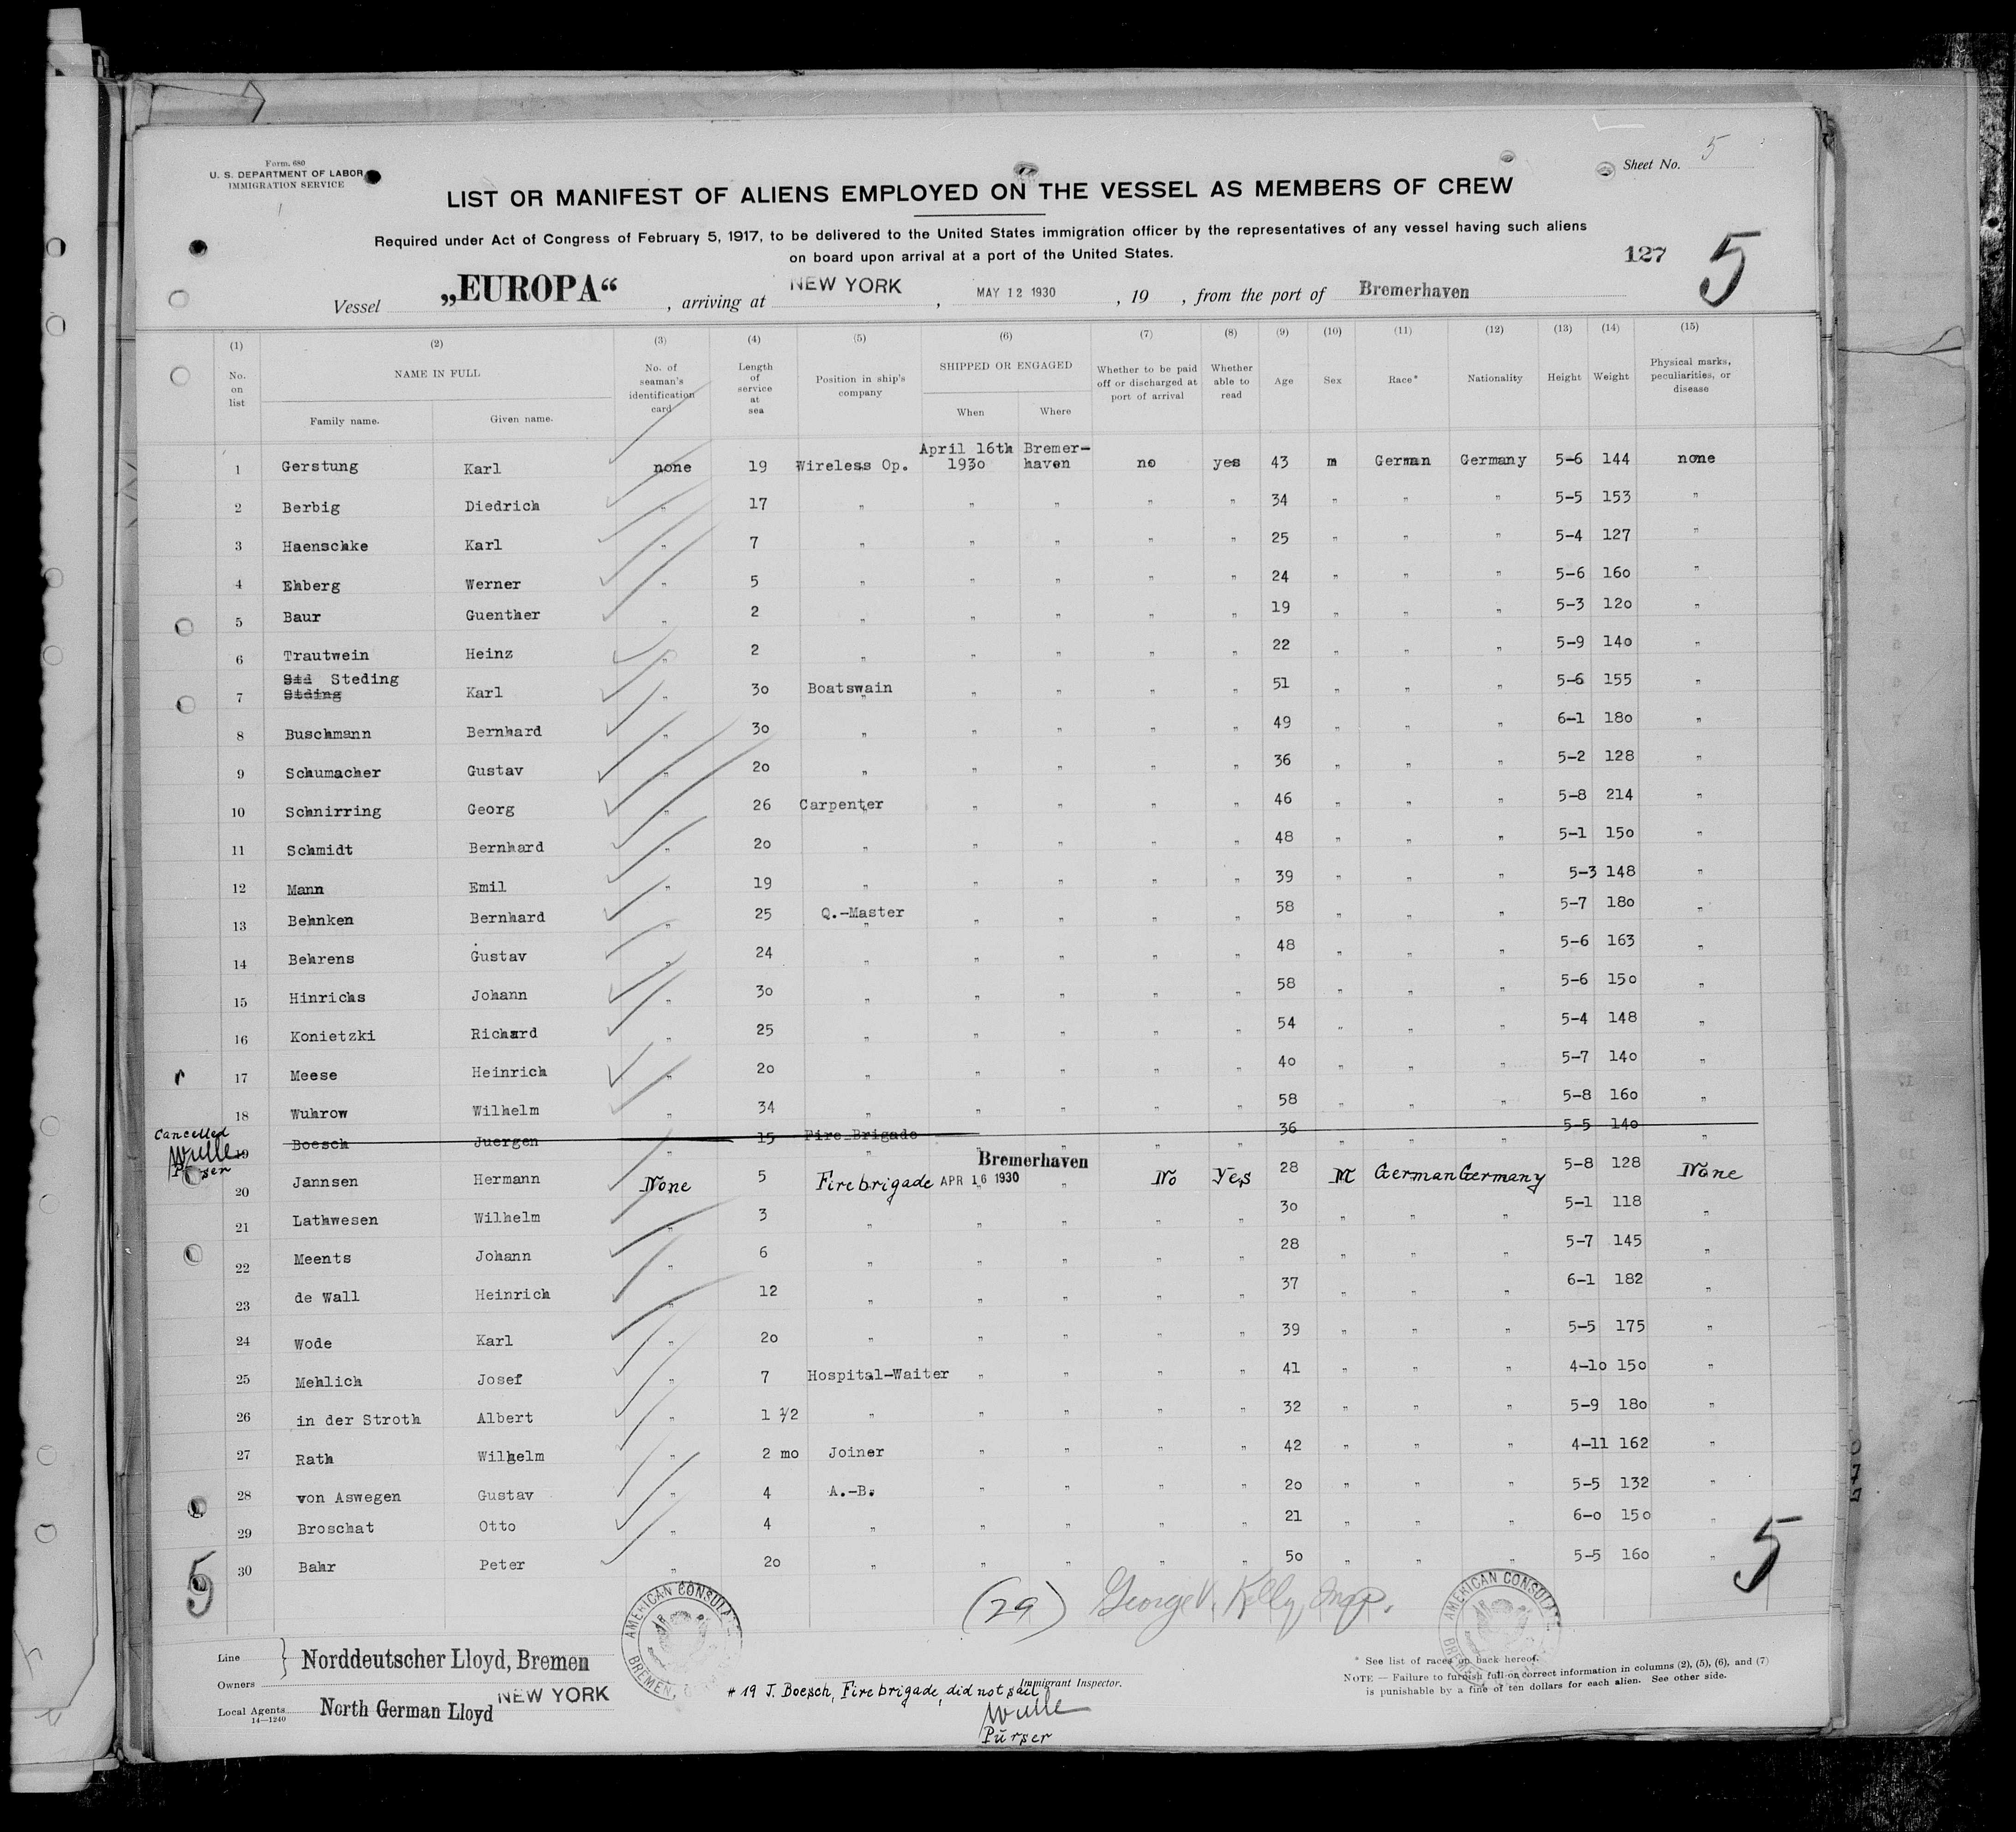 Form. 680
U. S. DEPARTMENT OF LABOR
IMMIGRATION SERVICE
Sheet No. 5
LIST OR MANIFEST OF ALIENS EMPLOYED ON THE VESSEL AS MEMBERS OF CREW
Required under Act of Congress of February 5, 1917, to be delivered to the United States immigration officer by the representatives of any vessel having such aliens
on board upon arrival at a port of the United States.
127 5
Vessel „EUROPA“ , arriving at NEW YORK , MAY 12 1930 , 19 , from the port of Bremerhaven
(1) (2) (3) (4) (5) (6) (7) (8) (9) (10) (11) (12) (13) (14) (15)
No. on list NAME IN FULL Family name. Given name. No. of seaman's identification card Length of service at sea Position in ship's company SHIPPED OR ENGAGED When Where Whether to be paid off or discharged at port of arrival Whether able to read Age Sex Race* Nationality Height Weight Physical marks, peculiarities, or disease
1 Gerstung Karl none 19 Wireless Op. April 16th 1930 Bremer-haven no yes 43 m German Germany 5-6 144 none
2 Berbig Diedrich " 17 " " " " " 34 " " " 5-5 153 "
3 Haenschke Karl " 7 " " " " " 25 " " " 5-4 127 "
4 Ehberg Werner " 5 " " " " " 24 " " " 5-6 160 "
5 Baur Guenther " 2 " " " " " 19 " " " 5-3 120 "
6 Trautwein Heinz " 2 " " " " " 22 " " " 5-9 140 "
Std Steding
7 Stding Karl " 30 Boatswain " " " " 51 " " " 5-6 155 "
8 Buschmann Bernhard " 30 " " " " " 49 " " " 6-1 180 "
9 Schumacher Gustav " 20 " " " " " 36 " " " 5-2 128 "
10 Schnirring Georg " 26 Carpenter " " " " 46 " " " 5-8 214 "
11 Schmidt Bernhard " 20 " " " " " 48 " " " 5-1 150 "
12 Mann Emil " 19 " " " " " 39 " " " 5-3 148 "
13 Behnken Bernhard " 25 Q.-Master " " " " 58 " " " 5-7 180 "
14 Behrens Gustav " 24 " " " " " 48 " " " 5-6 163 "
15 Hinrichs Johann " 30 " " " " " 58 " " " 5-6 150 "
16 Konietzki Richard " 25 " " " " " 54 " " " 5-4 148 "
17 Meese Heinrich " 20 " " " " " 40 " " " 5-7 140 "
18 Wuhrow Wilhelm " 34 " " " " " 58 " " " 5-8 160 "
Cancelled
Wulle
Purser
19 Boesch Juergen " 15 Fire Brigade " " " 36 " " " 5-5 140 "
20 Jannsen Hermann None 5 Firebrigade APR 16 1930 Bremerhaven No Yes 28 M German Germany 5-8 128 None
21 Lathwesen Wilhelm " 3 " " " " " 30 " " " 5-1 118 "
22 Meents Johann " 6 " " " " " 28 " " " 5-7 145 "
23 de Wall Heinrich " 12 " " " " " 37 " " " 6-1 182 "
24 Wode Karl " 20 " " " " " 39 " " " 5-5 175 "
25 Mehlich Josef " 7 Hospital-Waiter " " " " 41 " " " 4-10 150 "
26 in der Stroth Albert " 1 1/2 " " " " " 32 " " " 5-9 180 "
27 Rath Wilhelm " 2 mo Joiner " " " " 42 " " " 4-11 162 "
28 von Aswegen Gustav " 4 A.-B. " " " " 20 " " " 5-5 132 "
29 Broschat Otto " 4 " " " " " 21 " " " 6-0 150 "
30 Bahr Peter " 20 " " " " " 50 " " " 5-5 160 "
5 5
(29) George V. Kelly, Insp.
AMERICAN CONSULATE BREMEN,
AMERICAN CONSULATE BREMEN
Line Norddeutscher Lloyd, Bremen
Owners
Local Agents North German Lloyd NEW YORK
14—1240
Immigrant Inspector.
# 19 J. Boesch, Firebrigade, did not sail
Wulle
Purser
* See list of races on back hereof.
NOTE — Failure to furnish full or correct information in columns (2), (5), (6), and (7)
is punishable by a fine of ten dollars for each alien. See other side.